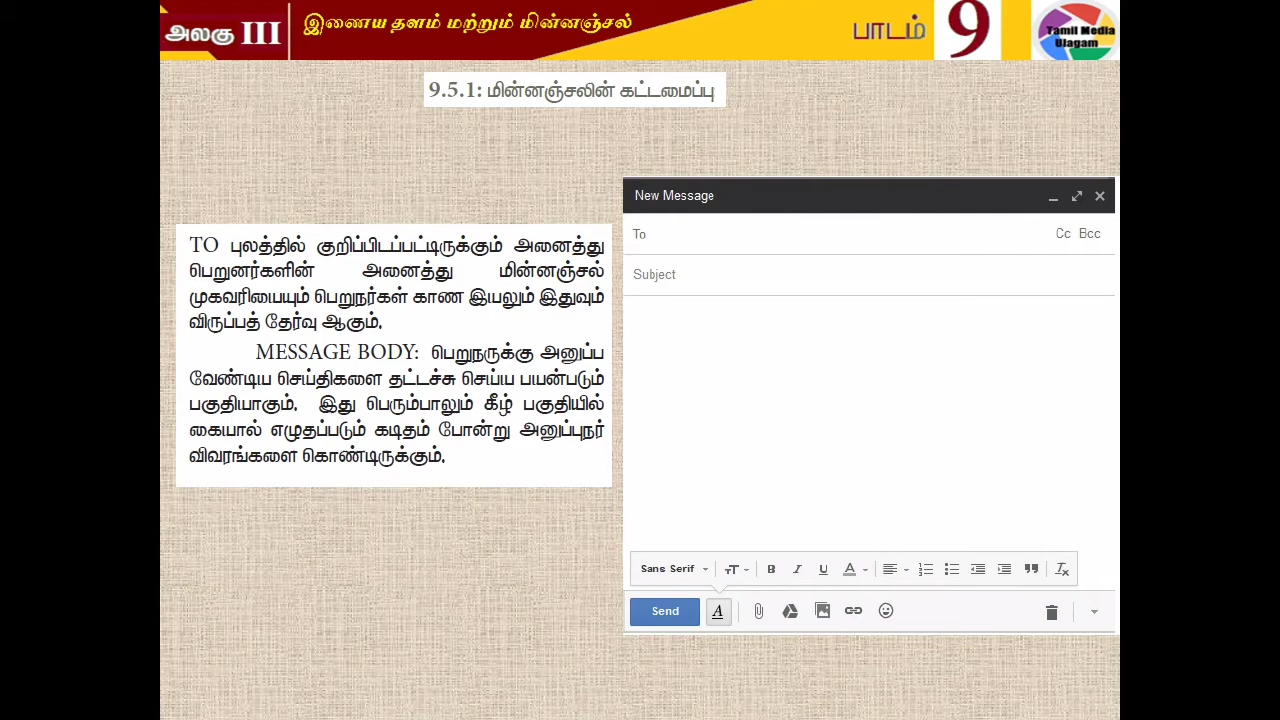 அலகு III
இணைய தளம் மற்றும் மின்னஞ்சல்
பாடம் 9
Tamil Media
Ulagam
9.5.1: மின்னஞ்சலின் கட்டமைப்பு
TO புலத்தில் குறிப்பிடப்பட்டிருக்கும் அனைத்து
பெறுனர்களின் அனைத்து மின்னஞ்சல்
முகவரியையும் பெறுநர்கள் காண இயலும் இதுவும்
விருப்பத் தேர்வு ஆகும்.
MESSAGE BODY: பெறுநருக்கு அனுப்ப
வேண்டிய செய்திகளை தட்டச்சு செய்ய பயன்படும்
பகுதியாகும். இது பெரும்பாலும் கீழ் பகுதியில்
கையால் எழுதப்படும் கடிதம் போன்று அனுப்புநர்
விவரங்களை கொண்டிருக்கும்.
New Message
To Cc Bcc
Subject
Sans Serif
Send